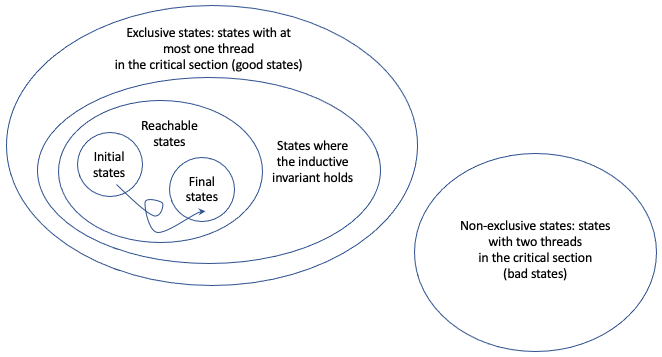 Exclusive states: states with at
most one thread
in the critical section (good states)
Reachable
states
Initial
states
States where
the inductive
invariant holds
Final
states
Non-exclusive states: states
with two threads
in the critical section
(bad states)